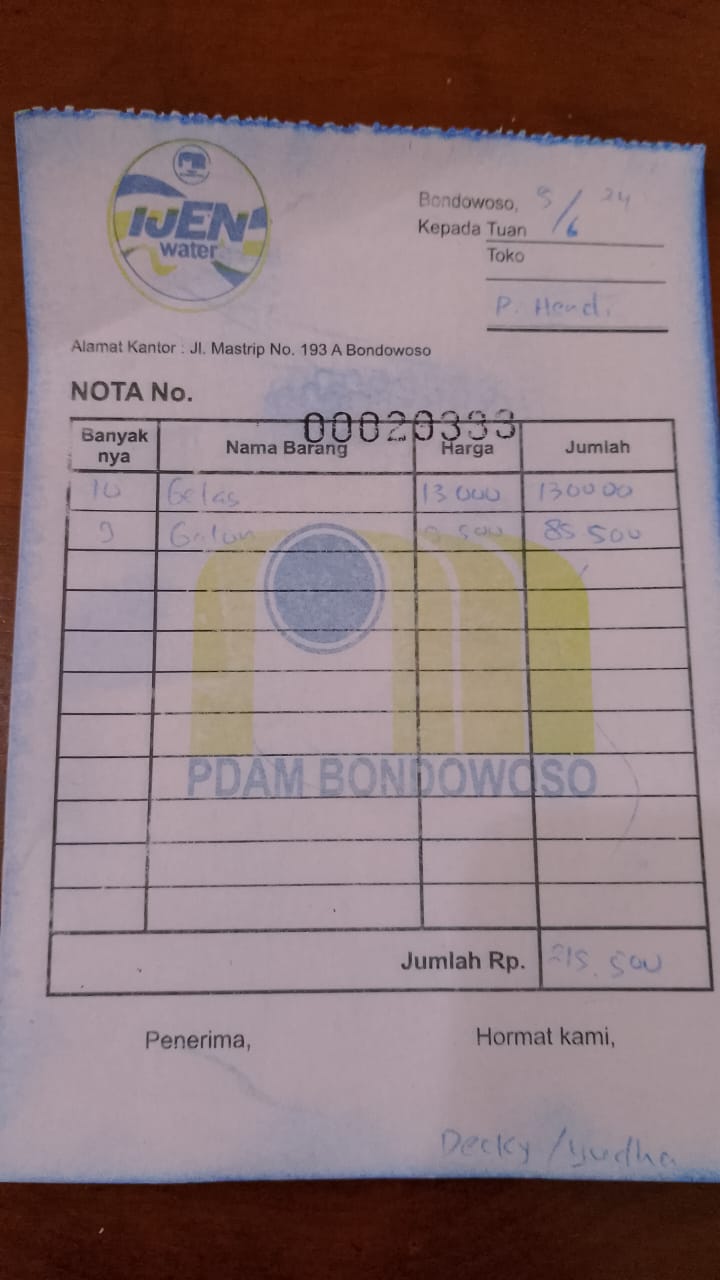 IJEN
water
Bondowoso, 5/6 24
Kepada Tuan
Toko
P. Hendi
Alamat Kantor : Jl. Mastrip No. 193 A Bondowoso
NOTA No.
00020333
Banyak nya Nama Barang Harga Jumlah
10 Gelas 13 000 130000
9 Galon 9 500 85 500
PDAM BONDOWOSO
Jumlah Rp. 215.500
Penerima, Hormat kami,
Decky / yudha